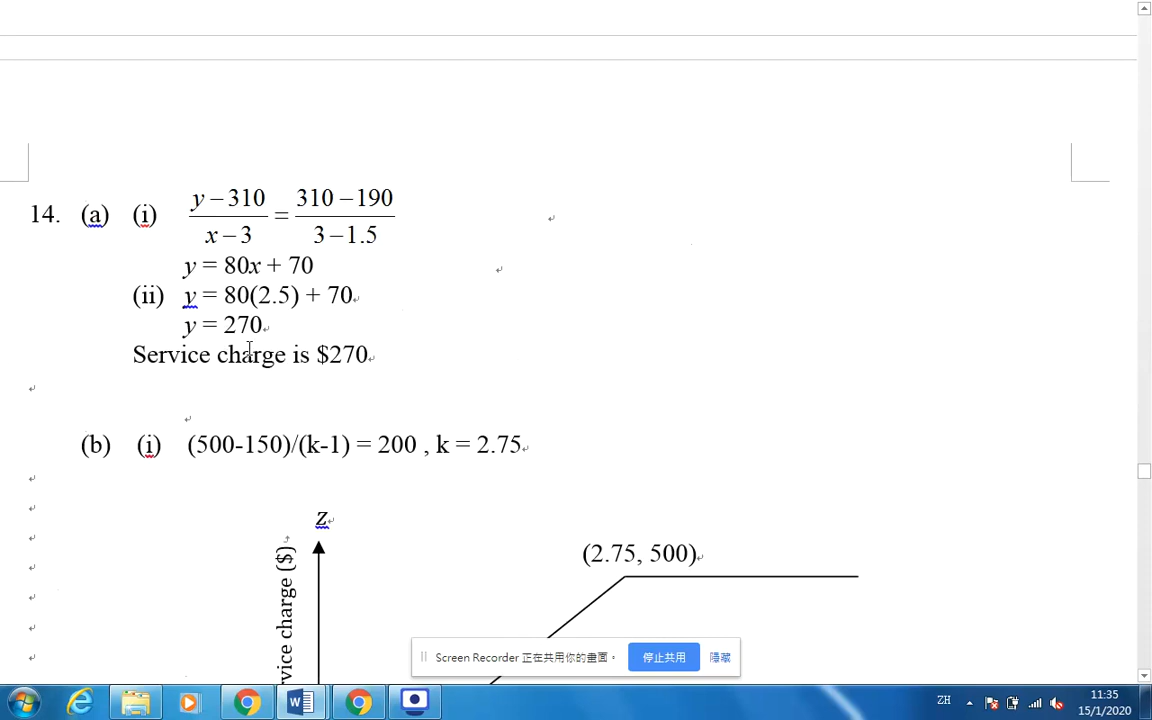 14. (a) (i) y − 310 / x − 3 = 310 − 190 / 3 − 1.5
y = 80x + 70
(ii) y = 80(2.5) + 70
y = 270
Service charge is $270
(b) (i) (500-150)/(k-1) = 200 , k = 2.75
z
(2.75, 500)
vice charge ($)
Screen Recorder 正在共用你的畫面。 停止共用 隱藏
ZH 11:35
15/1/2020